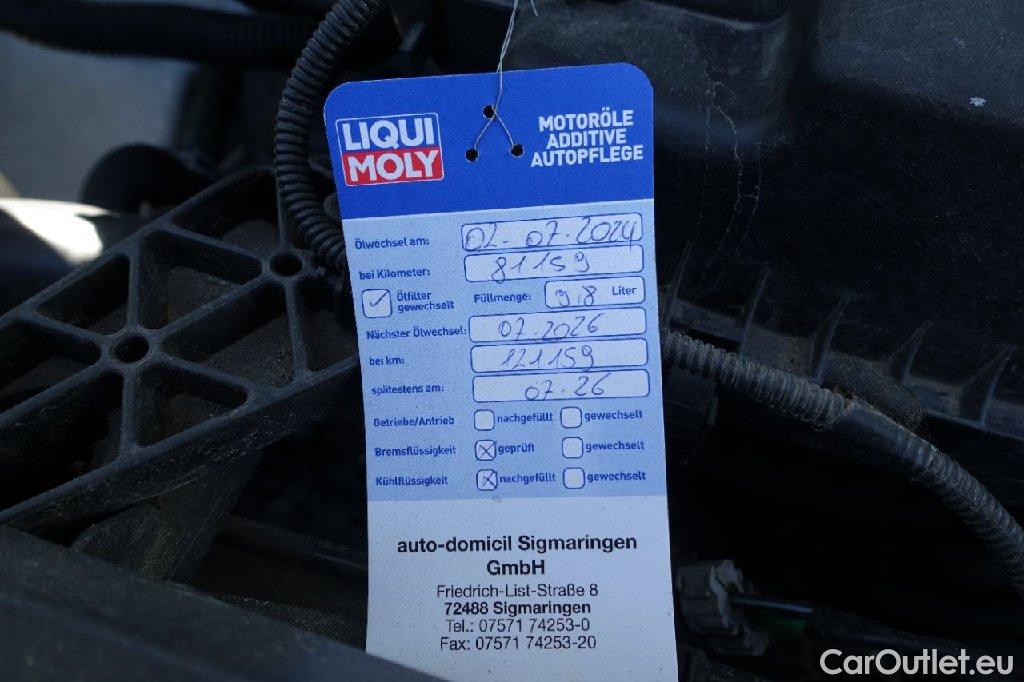 LIQUI
MOLY
MOTORÖLE
ADDITIVE
AUTOPFLEGE
Ölwechsel am: 02.07.2024
bei Kilometer: 81159
Ölfilter gewechselt Füllmenge: 9,8 Liter
Nächster Ölwechsel: 07.2026
bei km: 121159
spätestens am: 07.26
Getriebe/Antrieb nachgefüllt gewechselt
Bremsflüssigkeit geprüft gewechselt
Kühlflüssigkeit nachgefüllt gewechselt
auto-domicil Sigmaringen
GmbH
Friedrich-List-Straße 8
72488 Sigmaringen
Tel.: 07571 74253-0
Fax: 07571 74253-20
CarOutlet.eu